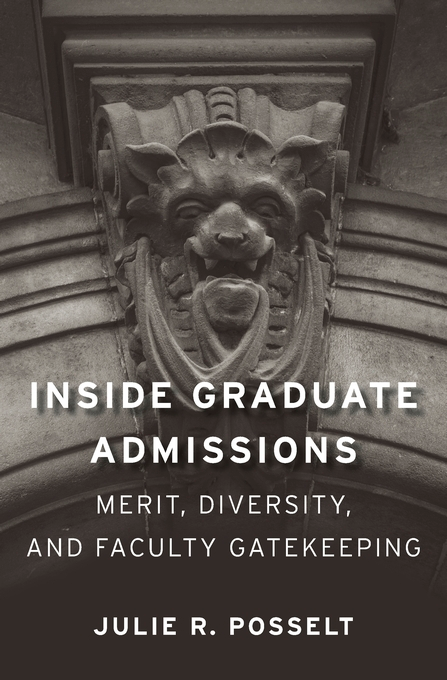 INSIDE GRADUATE
ADMISSIONS
MERIT, DIVERSITY,
AND FACULTY GATEKEEPING
JULIE R. POSSELT